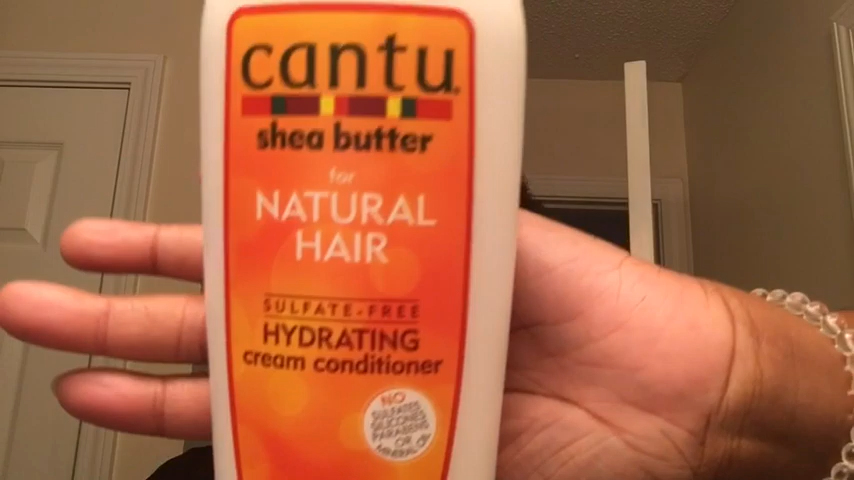 cantu
shea butter
for
NATURAL
HAIR
SULFATE-FREE
HYDRATING
cream conditioner
NO
SULFATES
SILICONES
PARABENS
OR
MINERAL OIL